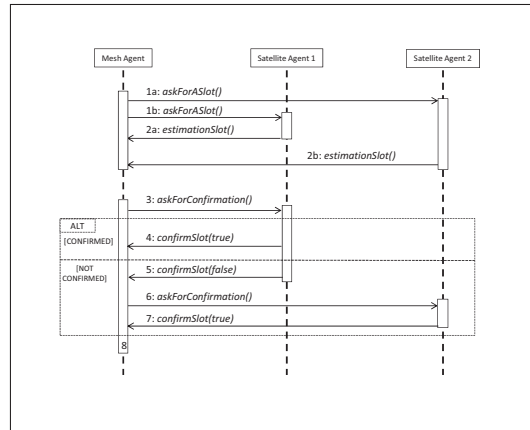 Mesh Agent
Satellite Agent 1
Satellite Agent 2
1a: askForASlot()
1b: askForASlot()
2a: estimationSlot()
2b: estimationSlot()
3: askForConfirmation()
ALT
[CONFIRMED]
4: confirmSlot(true)
[NOT
CONFIRMED]
5: confirmSlot(false)
6: askForConfirmation()
7: confirmSlot(true)
8